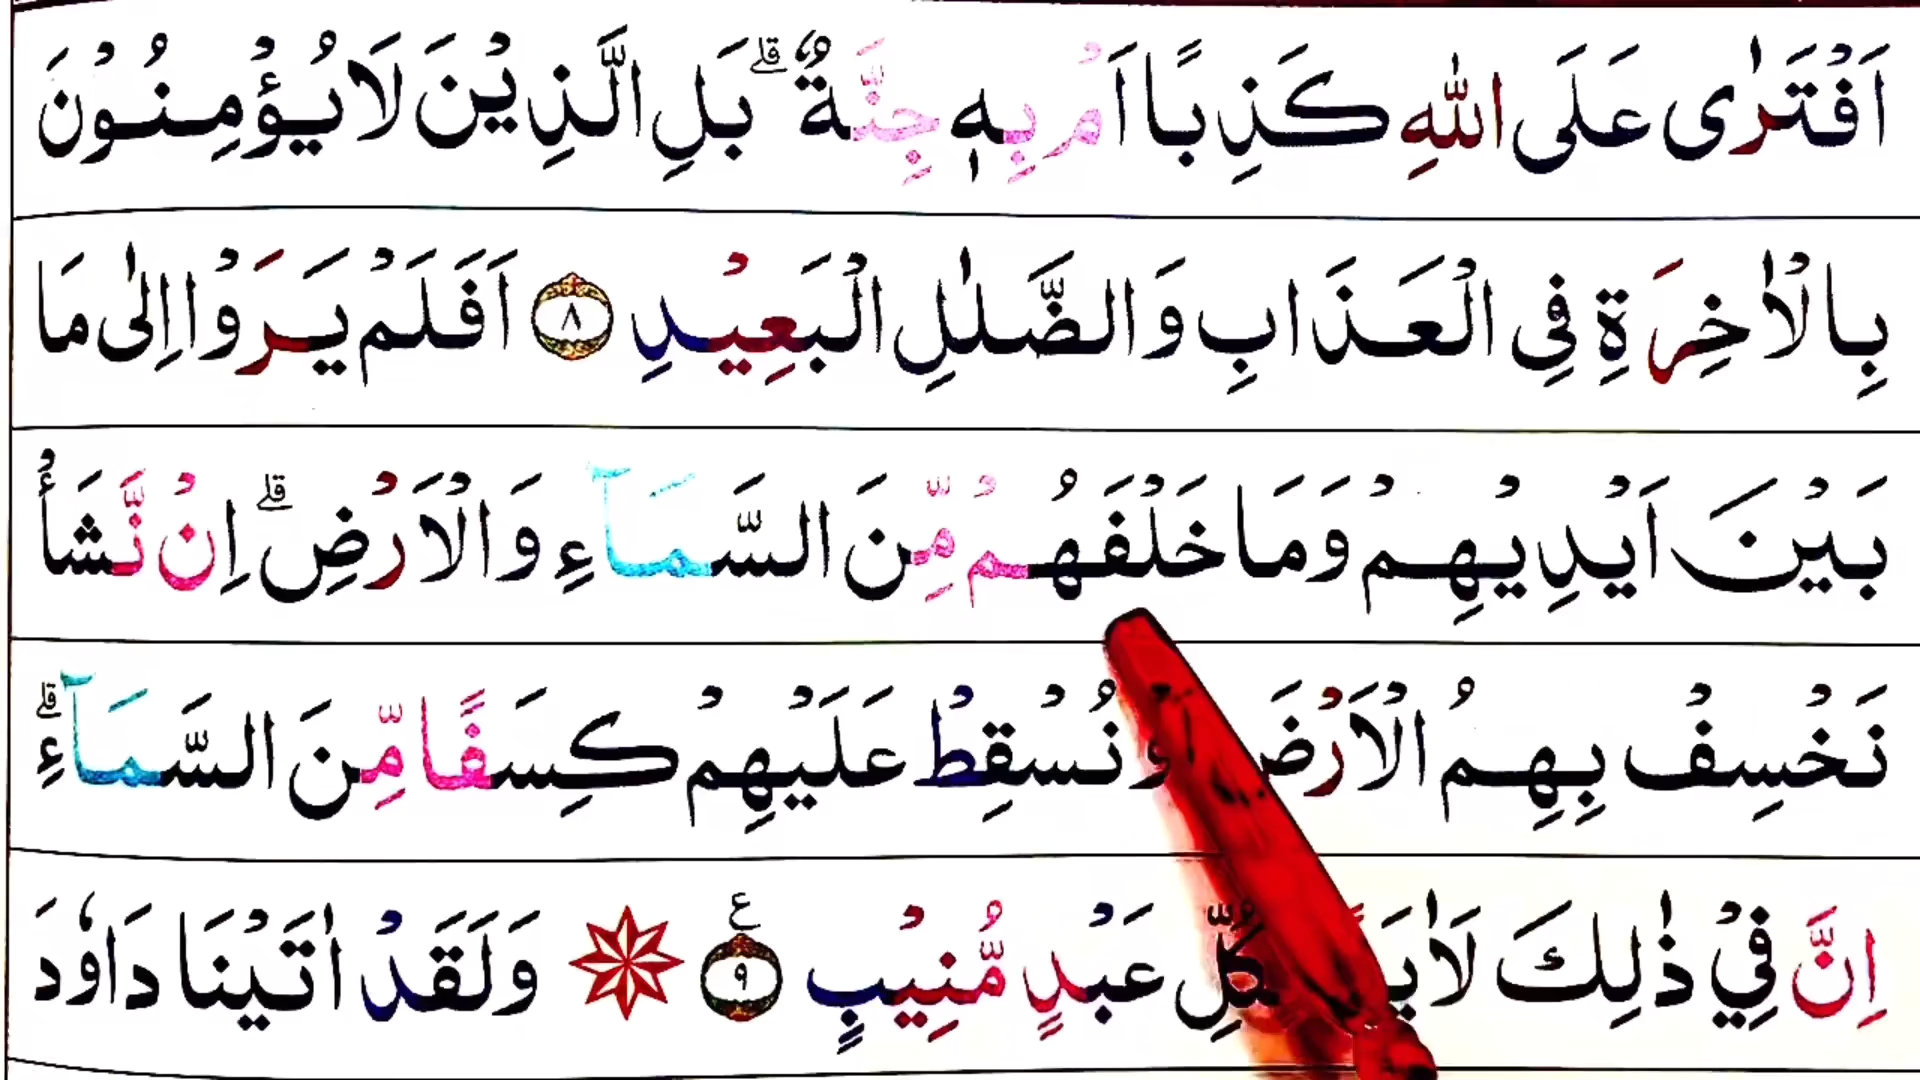 اَفْتَرٰى عَلَى اللّٰهِ كَذِبًا اَمْ بِهٖ جِنَّةٌ ؕۗ بَلِ الَّذِيْنَ لَا يُؤْمِنُوْنَ
بِالْاٰخِرَةِ فِى الْعَذَابِ وَالضَّلٰلِ الْبَعِيْدِ ۸ اَفَلَمْ يَرَوْا اِلٰى مَا
بَيْنَ اَيْدِيْهِمْ وَمَا خَلْفَهُمْ مِّنَ السَّمَآءِ وَالْاَرْضِ ۗ اِنْ نَّشَأْ
نَخْسِفْ بِهِمُ الْاَرْضَ نُسْقِطْ عَلَيْهِمْ كِسَفًا مِّنَ السَّمَآءِ ۗ
اِنَّ فِيْ ذٰلِكَ عَبْدٍ مُّنِيْبٍ ۹ ع وَلَقَدْ اٰتَيْنَا دَاوٗدَ